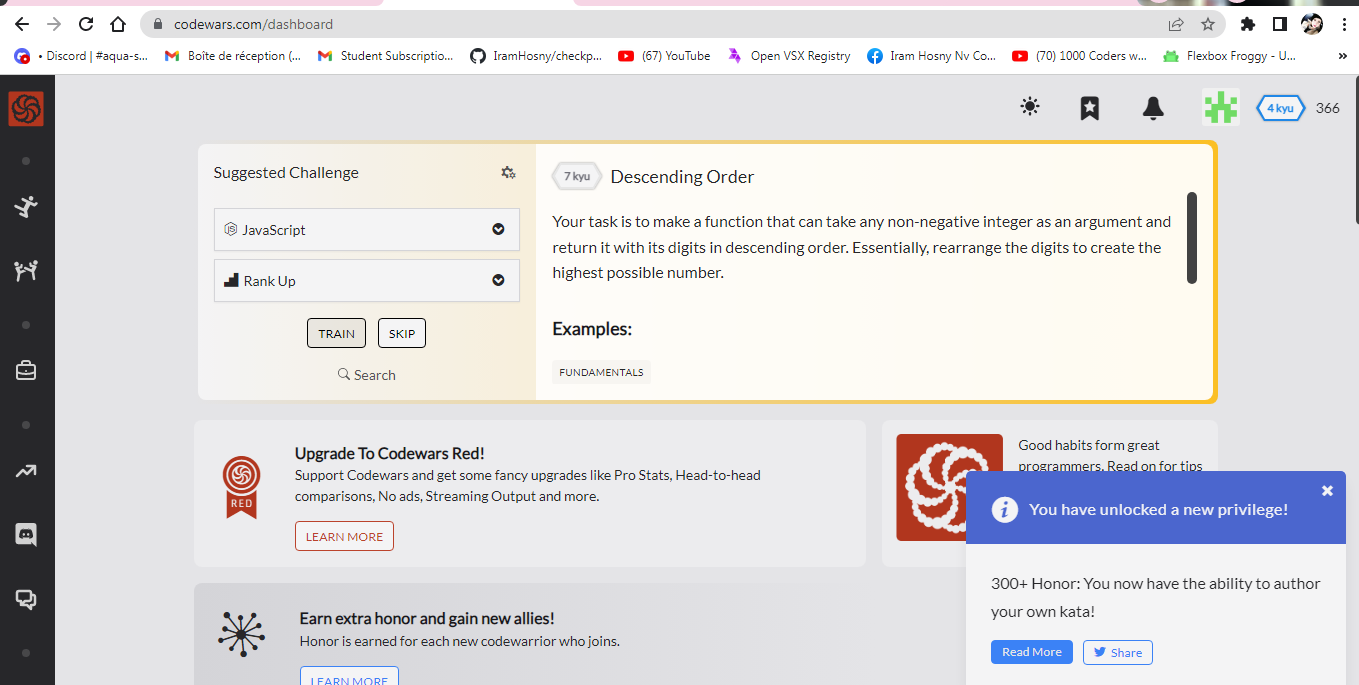 codewars.com/dashboard
• Discord | #aqua-s...
Boîte de réception (...
Student Subscriptio...
IramHosny/checkp...
(67) YouTube
Open VSX Registry
Iram Hosny Nv Co...
(70) 1000 Coders w...
Flexbox Froggy - U...
»
4 kyu
366
Suggested Challenge
JS JavaScript
Rank Up
TRAIN
SKIP
Search
7 kyu
Descending Order
Your task is to make a function that can take any non-negative integer as an argument and
return it with its digits in descending order. Essentially, rearrange the digits to create the
highest possible number.
Examples:
FUNDAMENTALS
RED
Upgrade To Codewars Red!
Support Codewars and get some fancy upgrades like Pro Stats, Head-to-head
comparisons, No ads, Streaming Output and more.
LEARN MORE
Good habits form great
programmers. Read on for tips
Earn extra honor and gain new allies!
Honor is earned for each new codewarrior who joins.
LEARN MORE
You have unlocked a new privilege!
300+ Honor: You now have the ability to author
your own kata!
Read More
Share